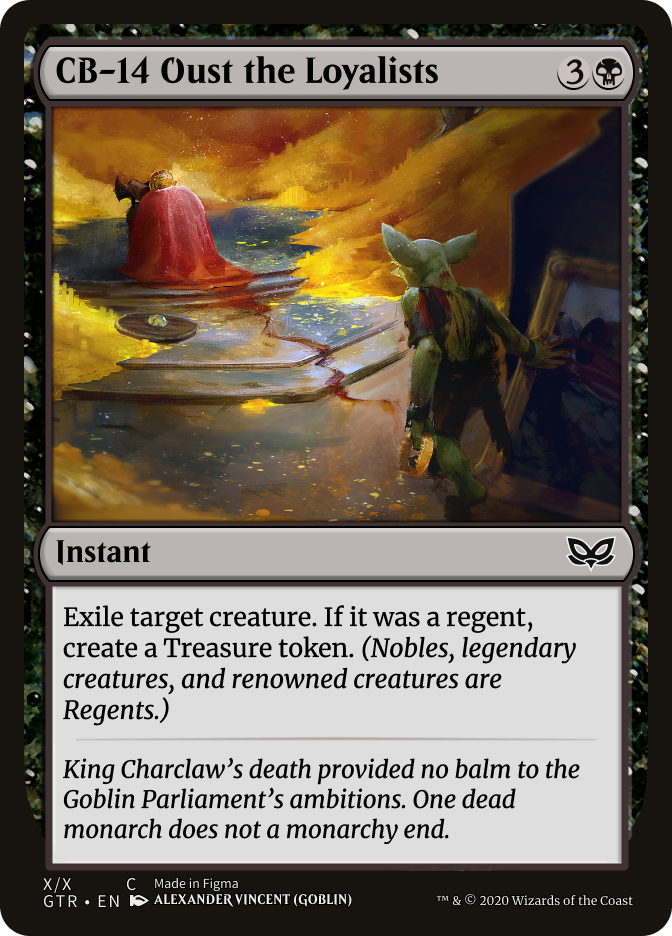 CB-14 Oust the Loyalists 3
Instant
Exile target creature. If it was a regent,
create a Treasure token. (Nobles, legendary
creatures, and renowned creatures are
Regents.)
King Charclaw's death provided no balm to the
Goblin Parliament's ambitions. One dead
monarch does not a monarchy end.
X/X C Made in Figma
GTR • EN ALEXANDER VINCENT (GOBLIN) ™ & © 2020 Wizards of the Coast